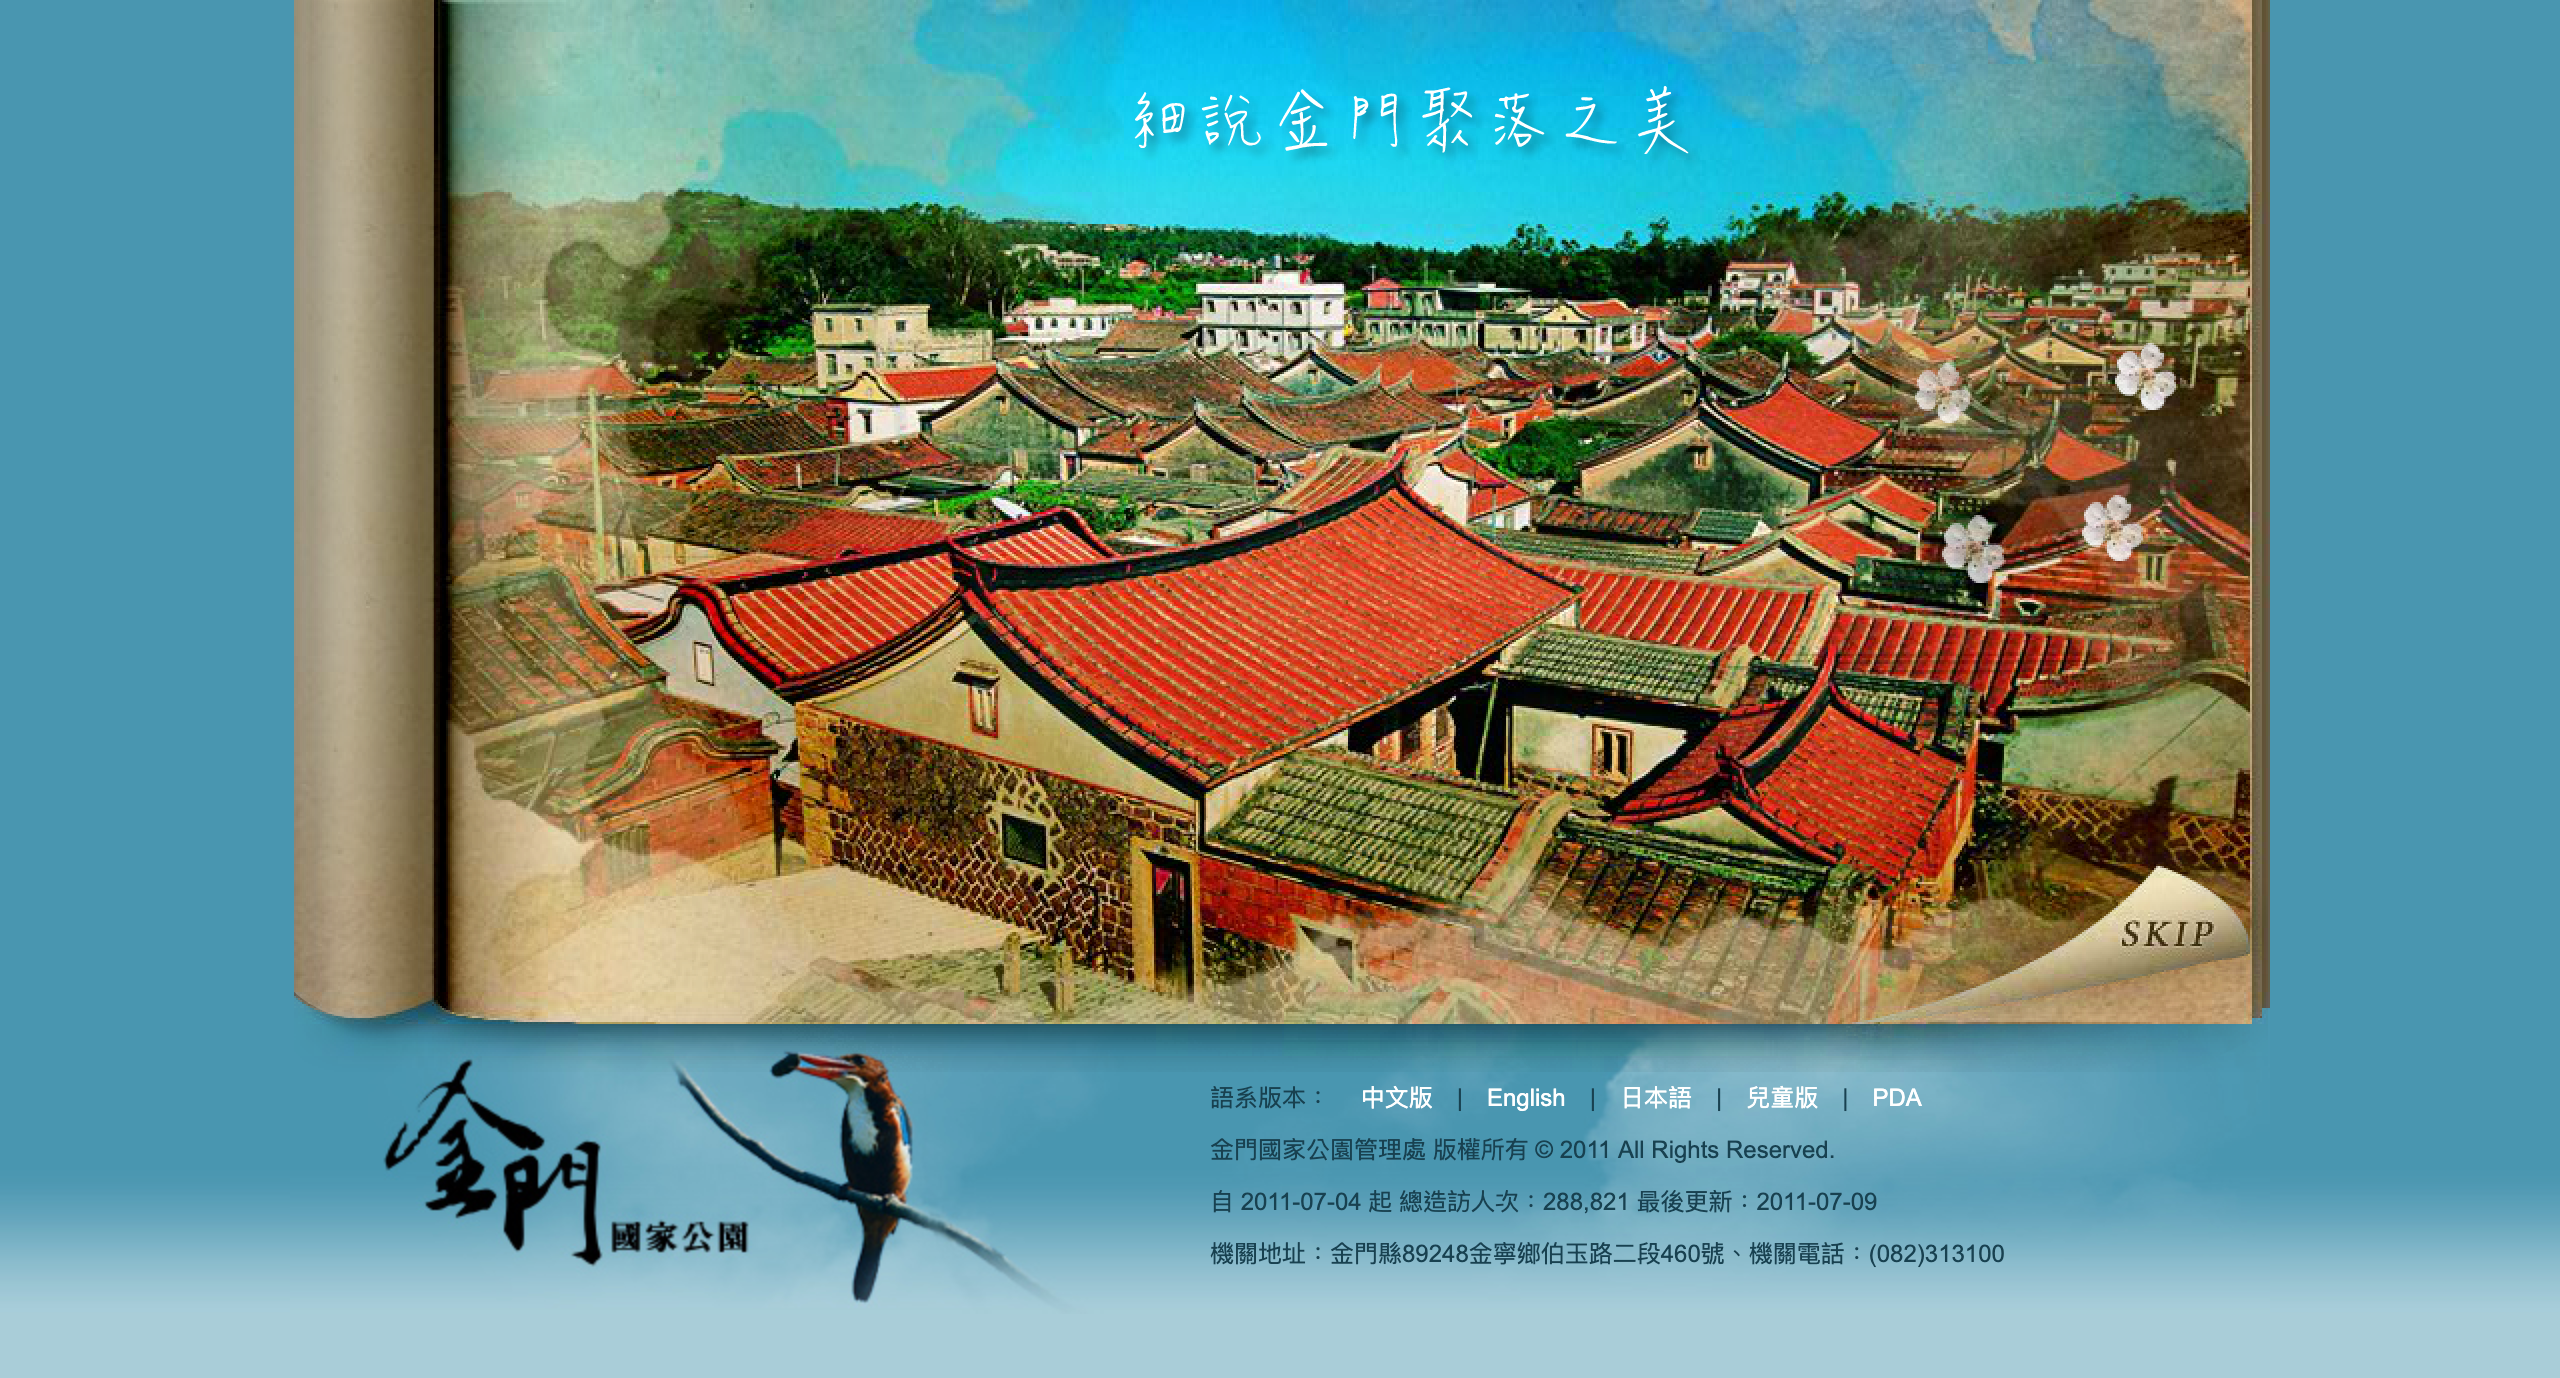 細說金門聚落之美
SKIP
金門國家公園
語系版本： 中文版 | English | 日本語 | 兒童版 | PDA
金門國家公園管理處 版權所有 © 2011 All Rights Reserved.
自 2011-07-04 起 總造訪人次：288,821 最後更新：2011-07-09
機關地址：金門縣89248金寧鄉伯玉路二段460號、機關電話：(082)313100